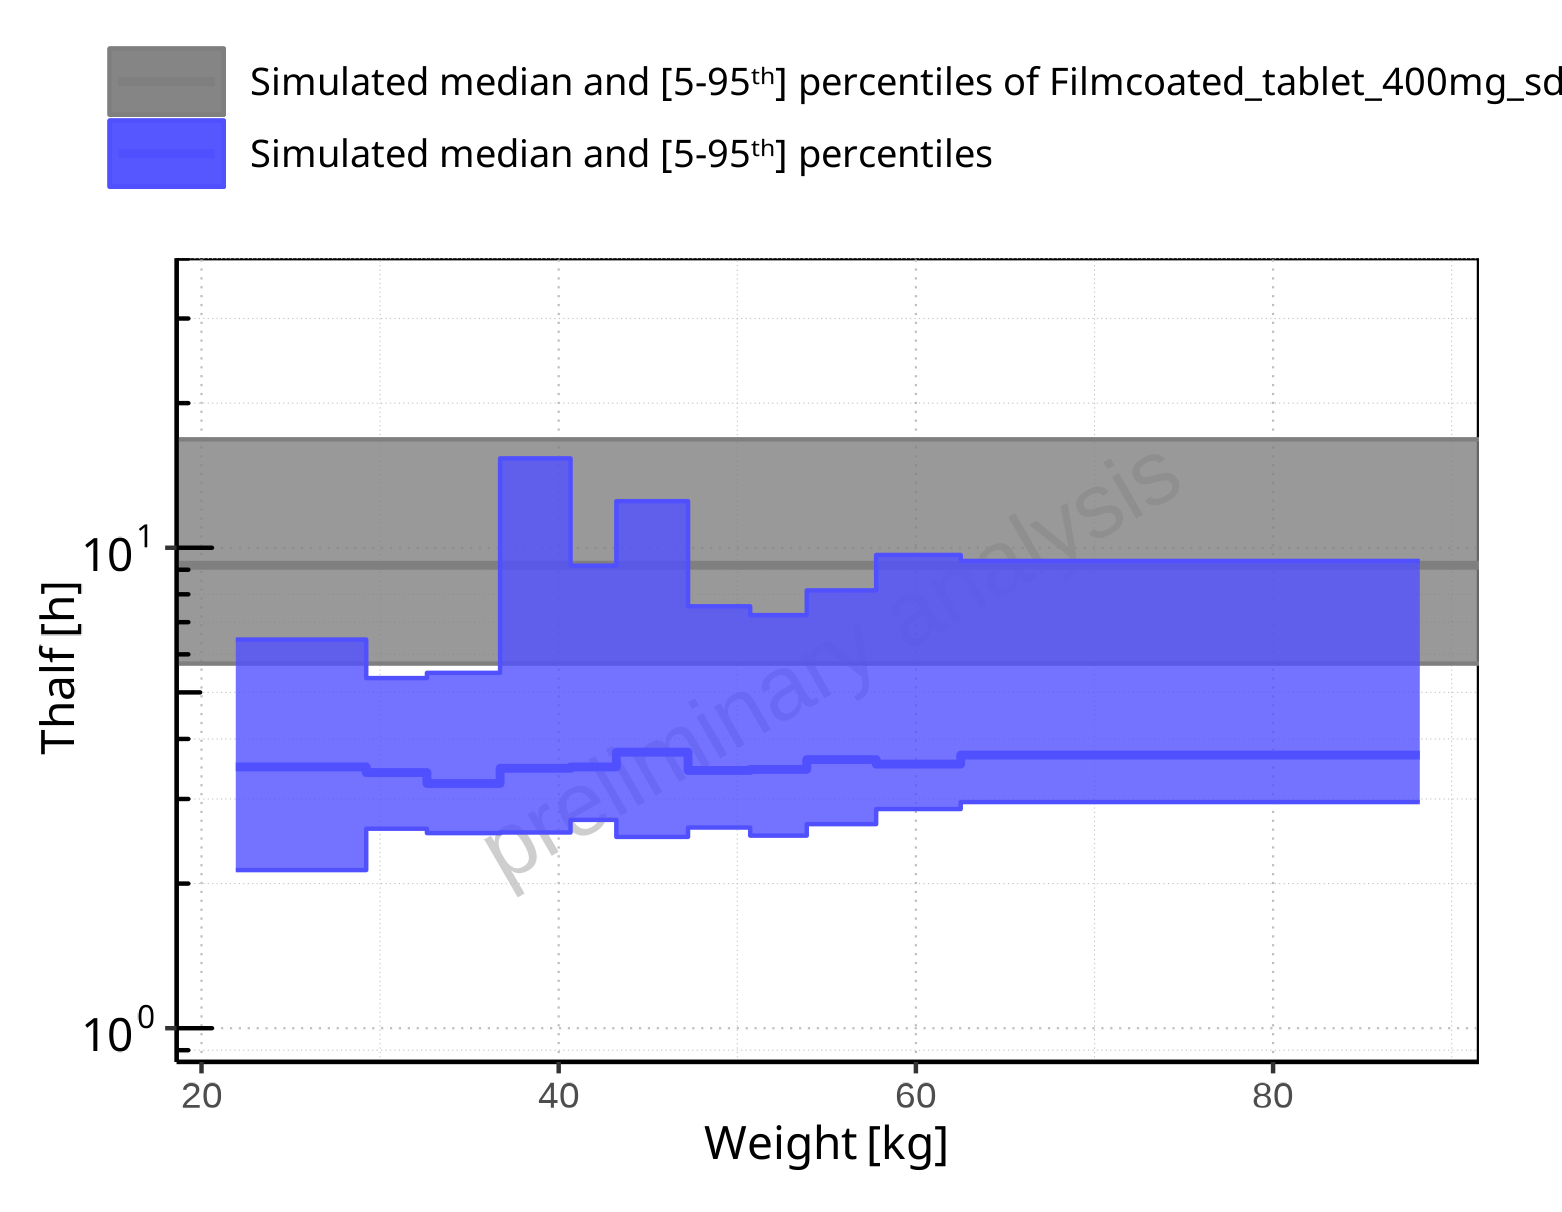 Simulated median and [5-95ᵗʰ] percentiles of Filmcoated_tablet_400mg_sd
Simulated median and [5-95ᵗʰ] percentiles
preliminary analysis
Thalf [h]
10¹
10⁰
20 40 60 80
Weight [kg]